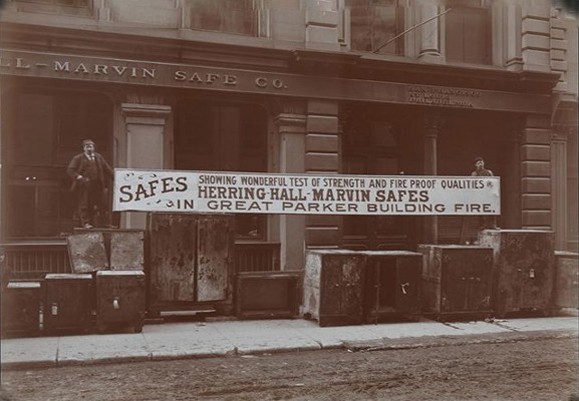 LL-MARVIN SAFE CO.
SAFES
SHOWING WONDERFUL TEST OF STRENGTH AND FIRE PROOF QUALITIES
HERRING-HALL-MARVIN SAFES
IN GREAT PARKER BUILDING FIRE.